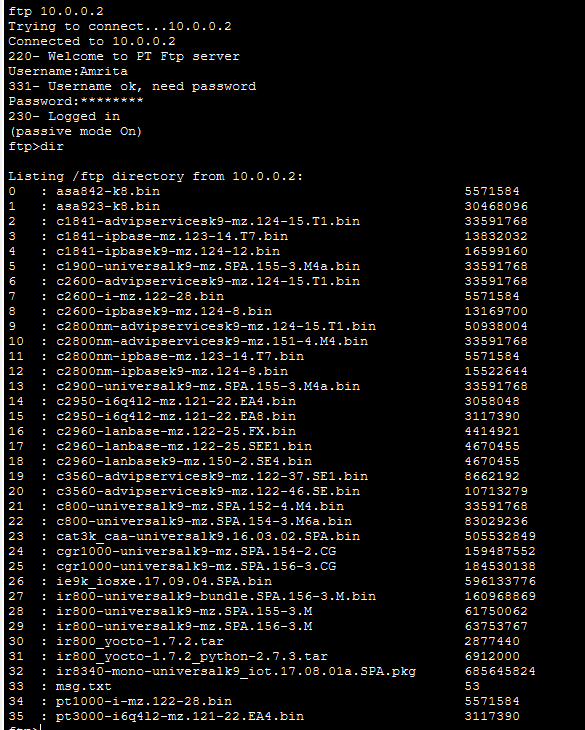 ftp 10.0.0.2
Trying to connect...10.0.0.2
Connected to 10.0.0.2
220- Welcome to PT Ftp server
Username:Amrita
331- Username ok, need password
Password:********
230- Logged in
(passive mode On)
ftp>dir
Listing /ftp directory from 10.0.0.2:
0 : asa842-k8.bin 5571584
1 : asa923-k8.bin 30468096
2 : c1841-advipservicesk9-mz.124-15.T1.bin 33591768
3 : c1841-ipbase-mz.123-14.T7.bin 13832032
4 : c1841-ipbasek9-mz.124-12.bin 16599160
5 : c1900-universalk9-mz.SPA.155-3.M4a.bin 33591768
6 : c2600-advipservicesk9-mz.124-15.T1.bin 33591768
7 : c2600-i-mz.122-28.bin 5571584
8 : c2600-ipbasek9-mz.124-8.bin 13169700
9 : c2800nm-advipservicesk9-mz.124-15.T1.bin 50938004
10 : c2800nm-advipservicesk9-mz.151-4.M4.bin 33591768
11 : c2800nm-ipbase-mz.123-14.T7.bin 5571584
12 : c2800nm-ipbasek9-mz.124-8.bin 15522644
13 : c2900-universalk9-mz.SPA.155-3.M4a.bin 33591768
14 : c2950-i6q4l2-mz.121-22.EA4.bin 3058048
15 : c2950-i6q4l2-mz.121-22.EA8.bin 3117390
16 : c2960-lanbase-mz.122-25.FX.bin 4414921
17 : c2960-lanbase-mz.122-25.SEE1.bin 4670455
18 : c2960-lanbasek9-mz.150-2.SE4.bin 4670455
19 : c3560-advipservicesk9-mz.122-37.SE1.bin 8662192
20 : c3560-advipservicesk9-mz.122-46.SE.bin 10713279
21 : c800-universalk9-mz.SPA.152-4.M4.bin 33591768
22 : c800-universalk9-mz.SPA.154-3.M6a.bin 83029236
23 : cat3k_caa-universalk9.16.03.02.SPA.bin 505532849
24 : cgr1000-universalk9-mz.SPA.154-2.CG 159487552
25 : cgr1000-universalk9-mz.SPA.156-3.CG 184530138
26 : ie9k_iosxe.17.09.04.SPA.bin 596133776
27 : ir800-universalk9-bundle.SPA.156-3.M.bin 160968869
28 : ir800-universalk9-mz.SPA.155-3.M 61750062
29 : ir800-universalk9-mz.SPA.156-3.M 63753767
30 : ir800_yocto-1.7.2.tar 2877440
31 : ir800_yocto-1.7.2_python-2.7.3.tar 6912000
32 : ir8340-mono-universalk9_iot.17.08.01a.SPA.pkg 685645824
33 : msg.txt 53
34 : pt1000-i-mz.122-28.bin 5571584
35 : pt3000-i6q4l2-mz.121-22.EA4.bin 3117390
ftp>